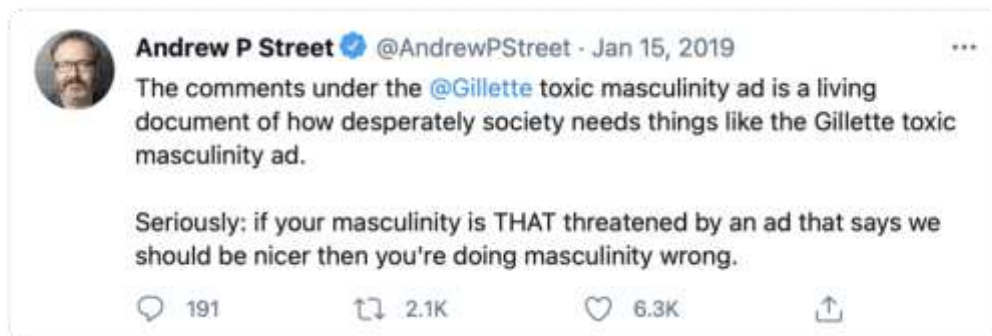 Andrew P Street @AndrewPStreet · Jan 15, 2019
The comments under the @Gillette toxic masculinity ad is a living
document of how desperately society needs things like the Gillette toxic
masculinity ad.
Seriously: if your masculinity is THAT threatened by an ad that says we
should be nicer then you're doing masculinity wrong.
191 2.1K 6.3K